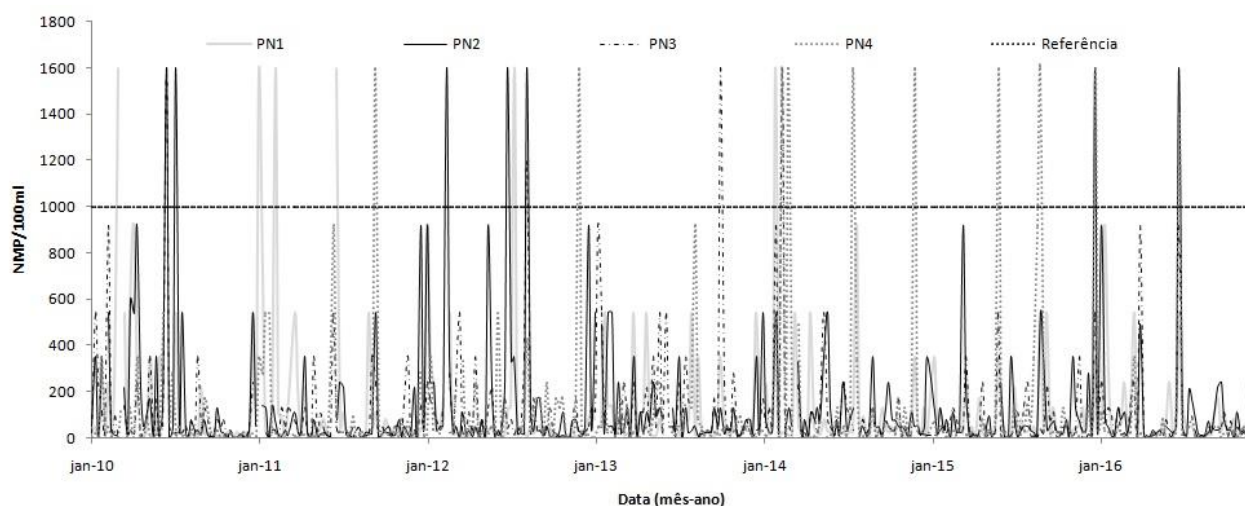 1800
PN1 PN2 PN3 PN4 Referência
1600
1400
1200
1000
800
600
400
200
0
NMP/100ml
jan-10 jan-11 jan-12 jan-13 jan-14 jan-15 jan-16
Data (mês-ano)